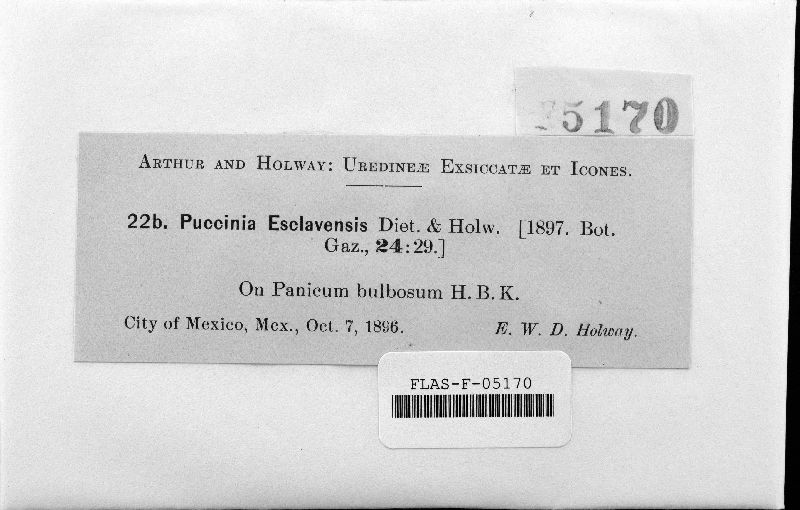 F5170
ARTHUR AND HOLWAY: UREDINEÆ EXSICCATÆ ET ICONES.
22b. Puccinia Esclavensis Diet. & Holw. [1897. Bot.
Gaz., 24:29.]
On Panicum bulbosum H. B. K.
City of Mexico, Mex., Oct. 7, 1896. E. W. D. Holway.
FLAS-F-05170